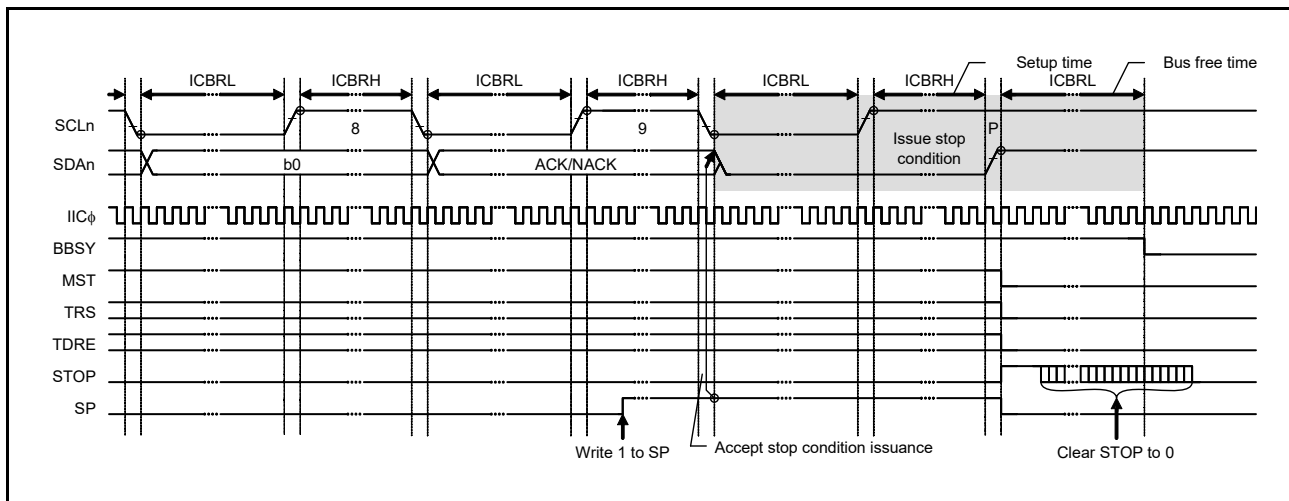 Setup time
Bus free time
ICBRL
ICBRH
ICBRL
ICBRH
ICBRL
ICBRH
ICBRL
SCLn
8
9
P
Issue stop
condition
SDAn
b0
ACK/NACK
IICφ
BBSY
MST
TRS
TDRE
STOP
SP
Write 1 to SP
Accept stop condition issuance
Clear STOP to 0